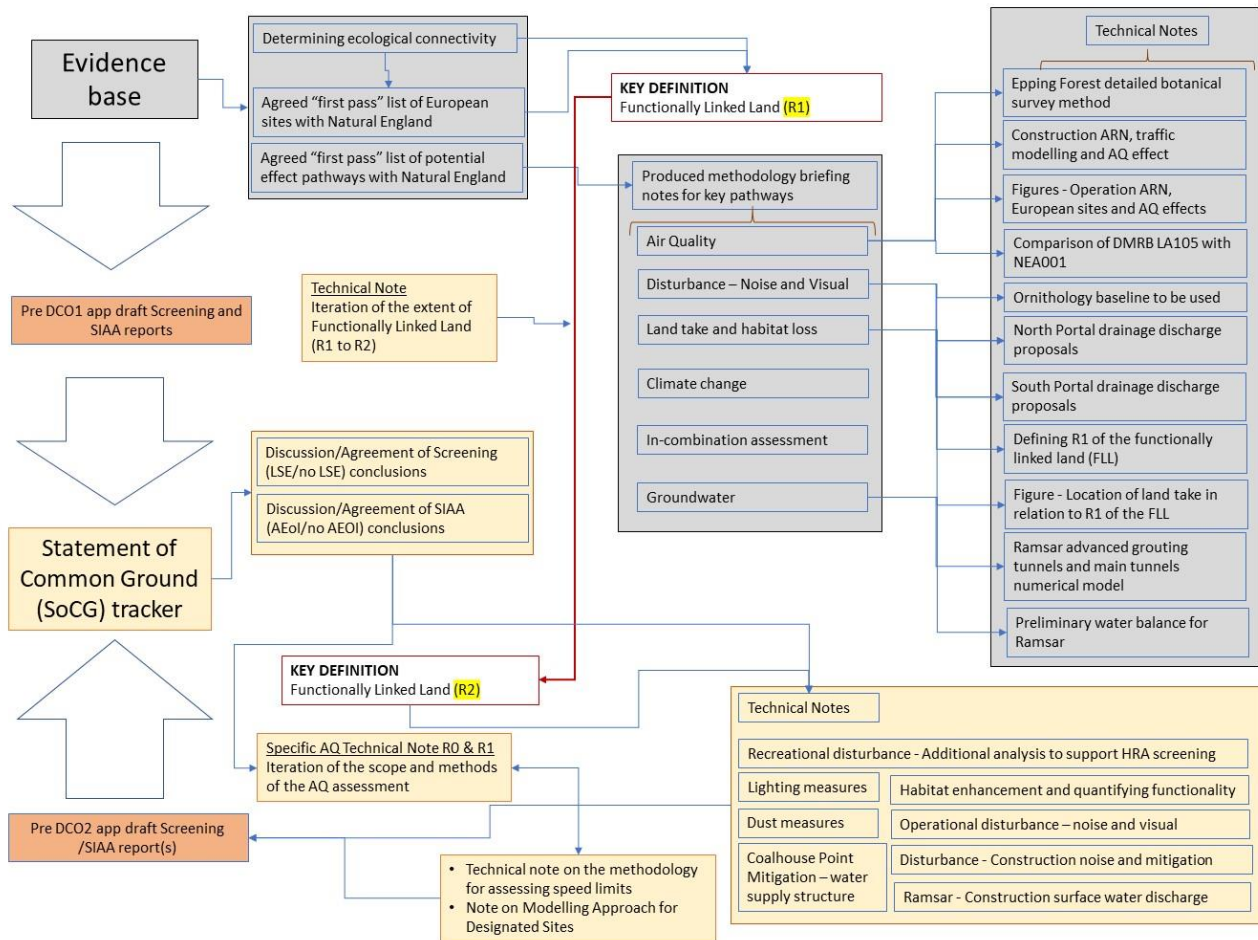 Evidence
base
Determining ecological connectivity
Agreed “first pass” list of European
sites with Natural England
Agreed “first pass” list of potential
effect pathways with Natural England
KEY DEFINITION
Functionally Linked Land (R1)
Produced methodology briefing
notes for key pathways
Air Quality
Disturbance – Noise and Visual
Land take and habitat loss
Climate change
In-combination assessment
Groundwater
Technical Notes
Epping Forest detailed botanical
survey method
Construction ARN, traffic
modelling and AQ effect
Figures - Operation ARN,
European sites and AQ effects
Comparison of DMRB LA105 with
NEA001
Ornithology baseline to be used
North Portal drainage discharge
proposals
South Portal drainage discharge
proposals
Defining R1 of the functionally
linked land (FLL)
Figure - Location of land take in
relation to R1 of the FLL
Ramsar advanced grouting
tunnels and main tunnels
numerical model
Preliminary water balance for
Ramsar
Pre DCO1 app draft Screening and
SIAA reports
Technical Note
Iteration of the extent of
Functionally Linked Land
(R1 to R2)
Statement of
Common Ground
(SoCG) tracker
Discussion/Agreement of Screening
(LSE/no LSE) conclusions
Discussion/Agreement of SIAA
(AEoI/no AEOI) conclusions
KEY DEFINITION
Functionally Linked Land (R2)
Specific AQ Technical Note R0 & R1
Iteration of the scope and methods
of the AQ assessment
Pre DCO2 app draft Screening
/SIAA report(s)
• Technical note on the methodology
for assessing speed limits
• Note on Modelling Approach for
Designated Sites
Technical Notes
Recreational disturbance - Additional analysis to support HRA screening
Lighting measures
Habitat enhancement and quantifying functionality
Dust measures
Operational disturbance – noise and visual
Coalhouse Point
Mitigation – water
supply structure
Disturbance - Construction noise and mitigation
Ramsar - Construction surface water discharge